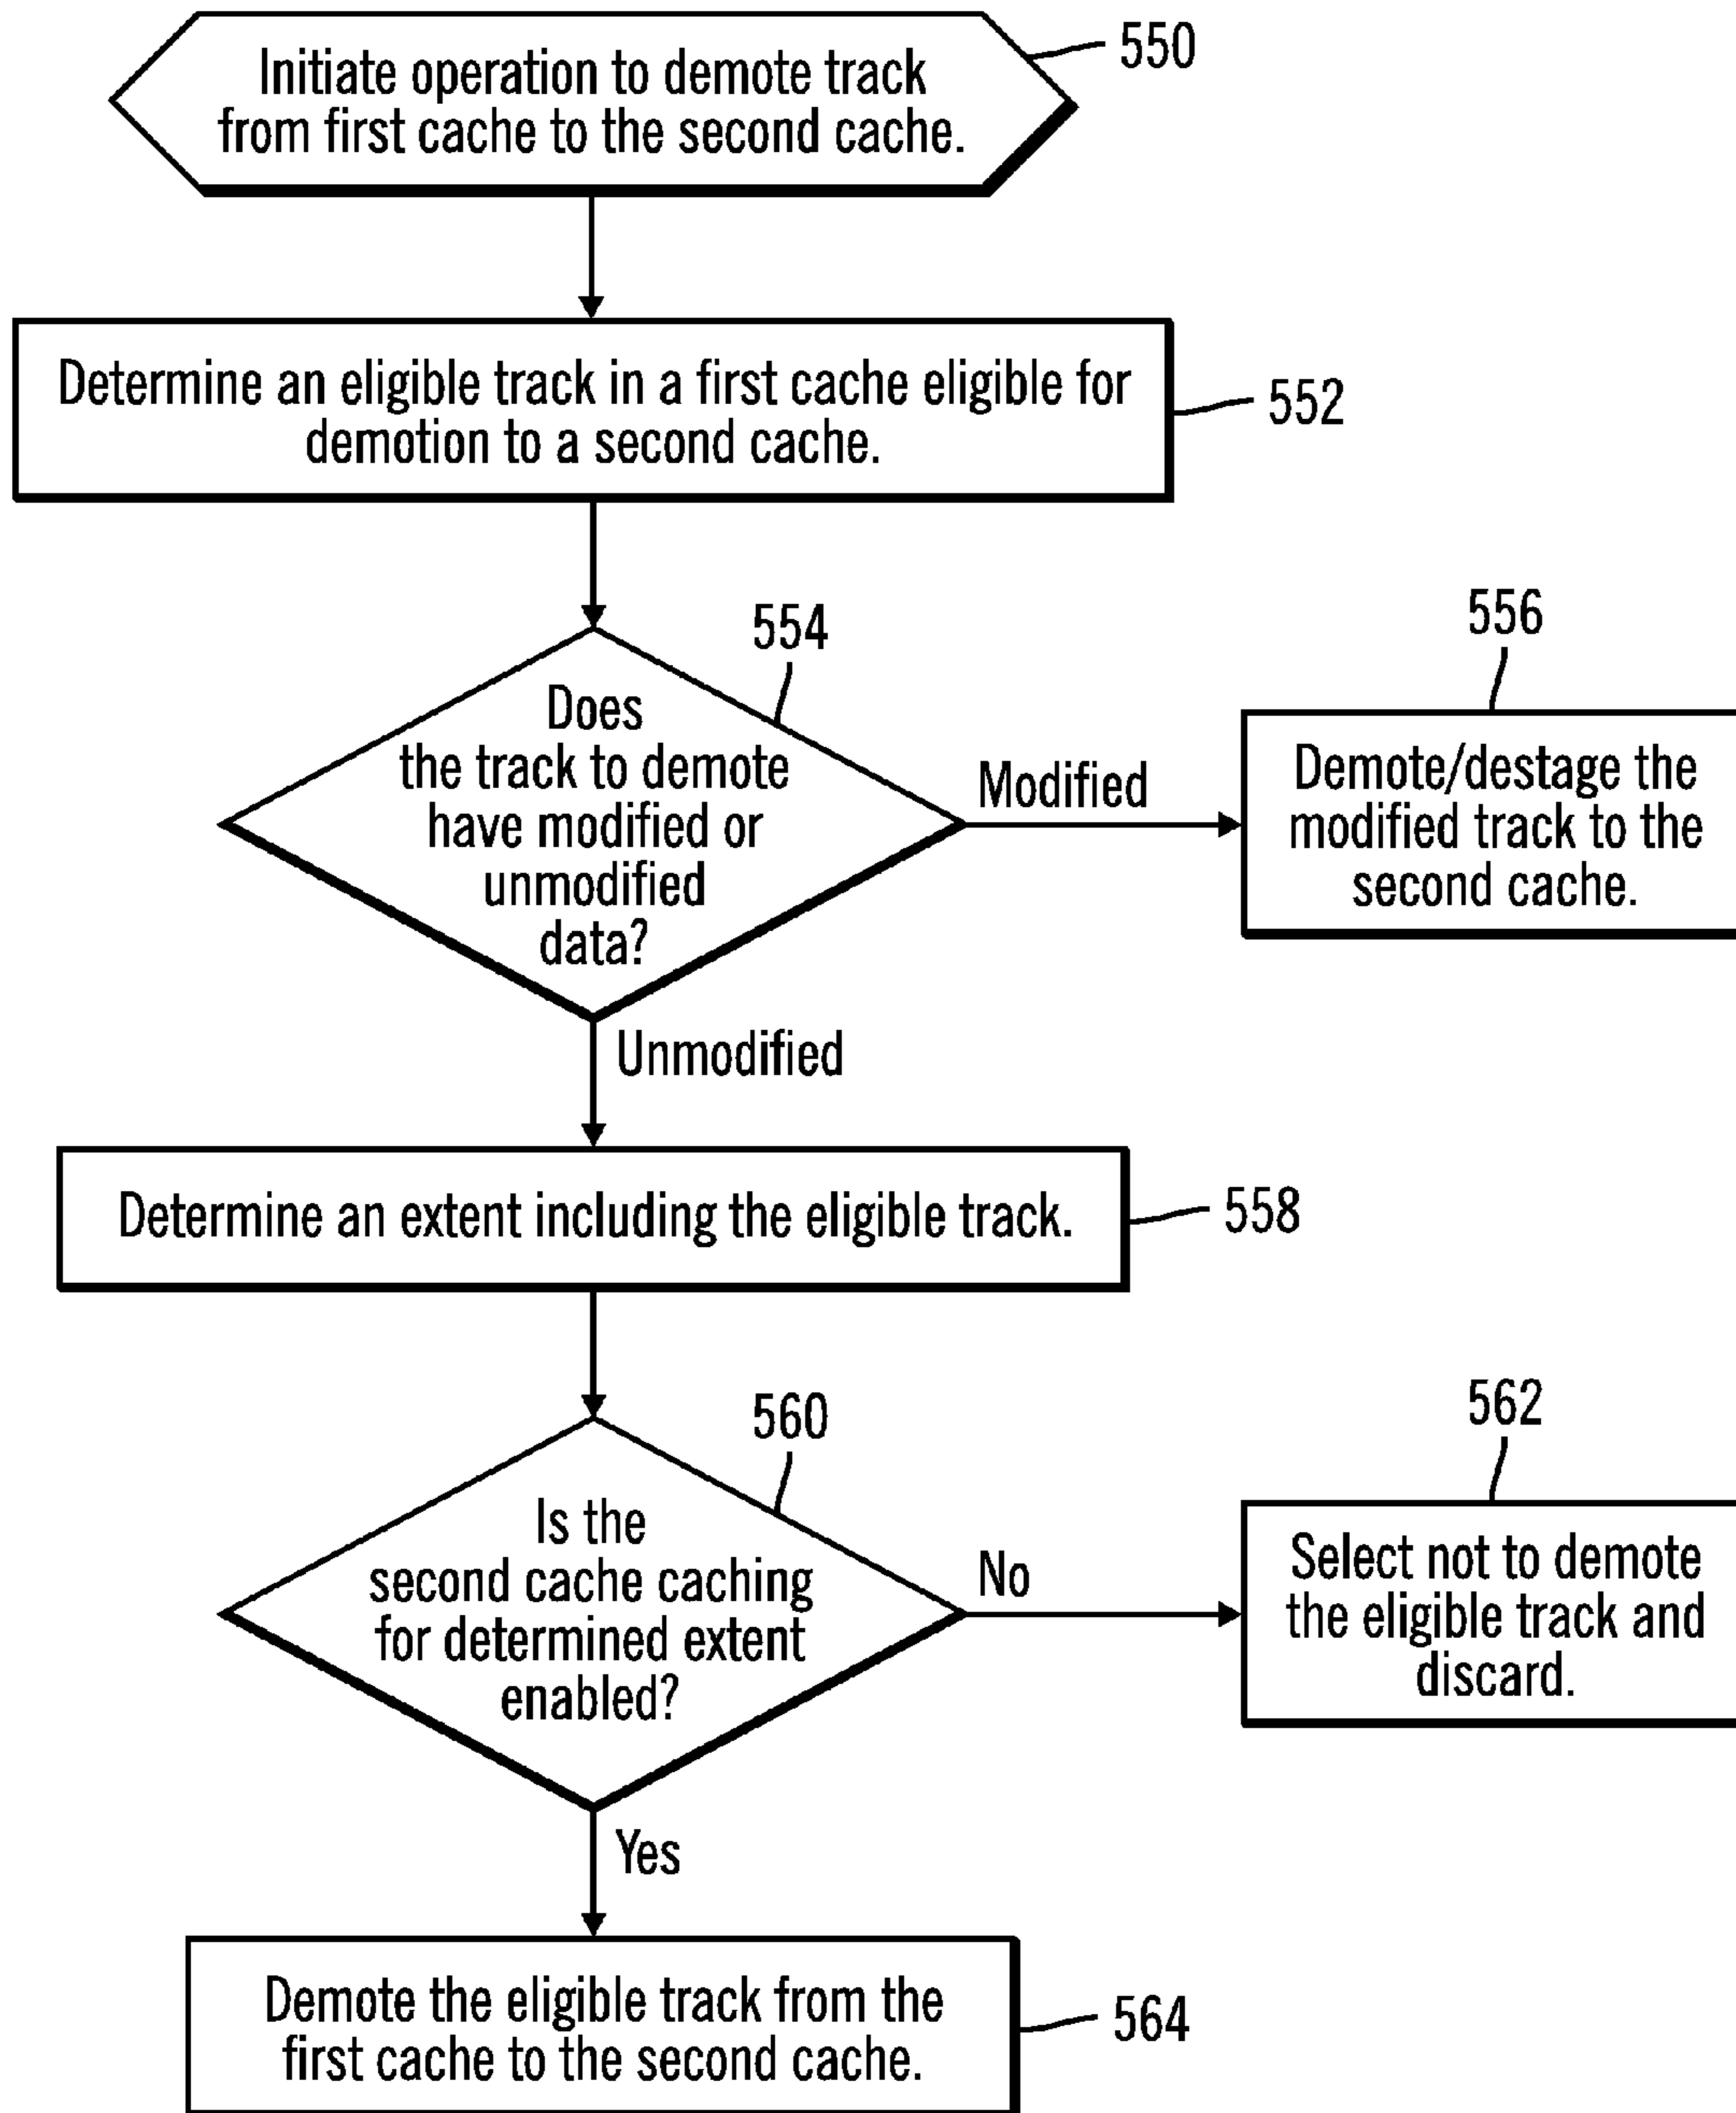 Initiate operation to demote track
from first cache to the second cache.
550
Determine an eligible track in a first cache eligible for
demotion to a second cache.
552
554
Does
the track to demote
have modified or
unmodified
data?
Modified
556
Demote/destage the
modified track to the
second cache.
Unmodified
Determine an extent including the eligible track.
558
560
Is the
second cache caching
for determined extent
enabled?
No
562
Select not to demote
the eligible track and
discard.
Yes
Demote the eligible track from the
first cache to the second cache.
564